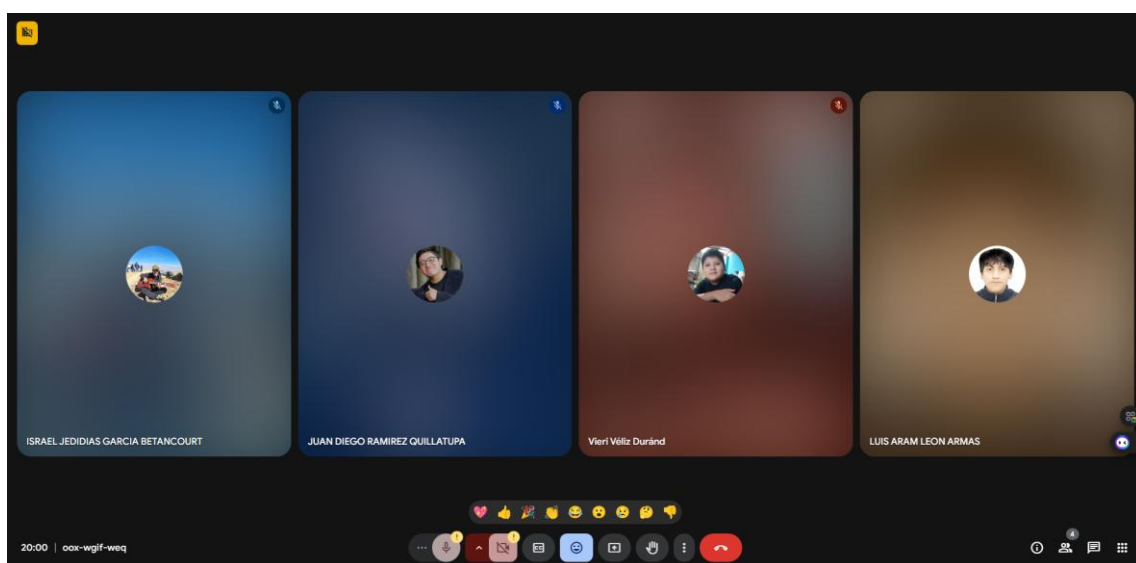 ISRAEL JEDIDIAS GARCIA BETANCOURT
JUAN DIEGO RAMIREZ QUILLATUPA
Vieri Véliz Duránd
LUIS ARAM LEON ARMAS
20:00 | oox-wgif-weq
4